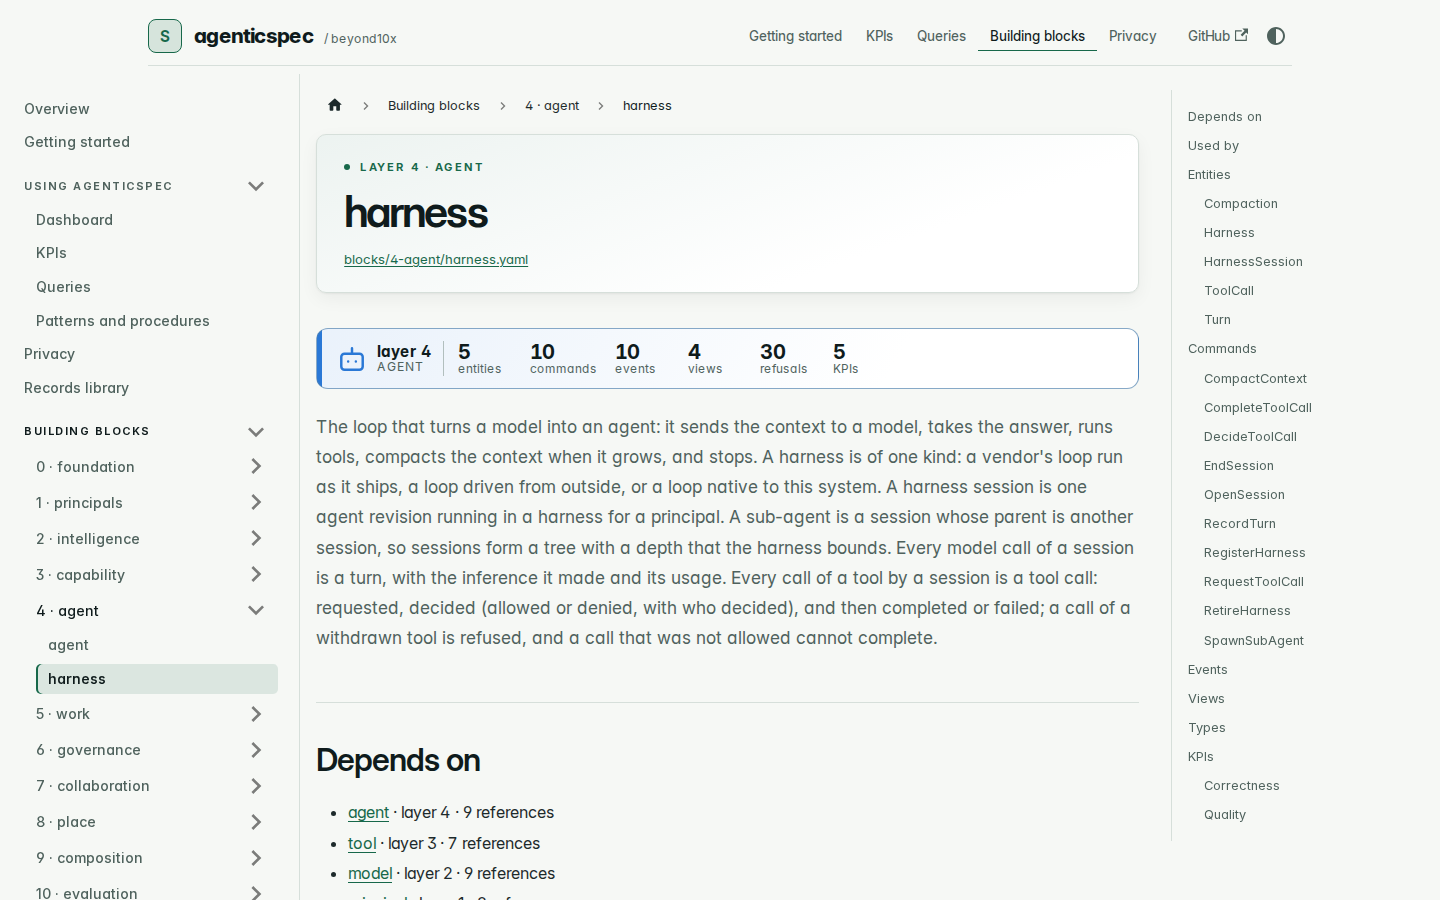 S agenticspec / beyond10x
Getting started KPIs Queries Building blocks Privacy GitHub
Overview
Getting started
USING AGENTICSPEC
Dashboard
KPIs
Queries
Patterns and procedures
Privacy
Records library
BUILDING BLOCKS
0 · foundation
1 · principals
2 · intelligence
3 · capability
4 · agent
agent
harness
5 · work
6 · governance
7 · collaboration
8 · place
9 · composition
10 · evaluation
Building blocks 4 · agent harness
LAYER 4 · AGENT
harness
blocks/4-agent/harness.yaml
layer 4
AGENT
5 entities
10 commands
10 events
4 views
30 refusals
5 KPIs
The loop that turns a model into an agent: it sends the context to a model, takes the answer, runs
tools, compacts the context when it grows, and stops. A harness is of one kind: a vendor's loop run
as it ships, a loop driven from outside, or a loop native to this system. A harness session is one
agent revision running in a harness for a principal. A sub-agent is a session whose parent is another
session, so sessions form a tree with a depth that the harness bounds. Every model call of a session
is a turn, with the inference it made and its usage. Every call of a tool by a session is a tool call:
requested, decided (allowed or denied, with who decided), and then completed or failed; a call of a
withdrawn tool is refused, and a call that was not allowed cannot complete.
Depends on
agent · layer 4 · 9 references
tool · layer 3 · 7 references
model · layer 2 · 9 references
Depends on
Used by
Entities
Compaction
Harness
HarnessSession
ToolCall
Turn
Commands
CompactContext
CompleteToolCall
DecideToolCall
EndSession
OpenSession
RecordTurn
RegisterHarness
RequestToolCall
RetireHarness
SpawnSubAgent
Events
Views
Types
KPIs
Correctness
Quality